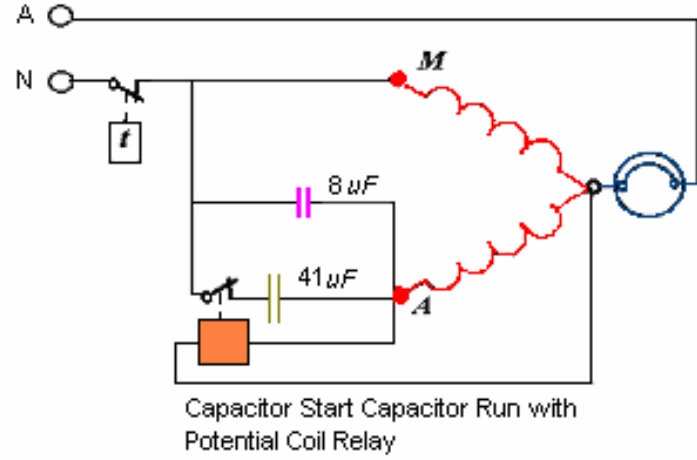 A
N
t
M
8 uF
41 uF
A
Capacitor Start Capacitor Run with
Potential Coil Relay